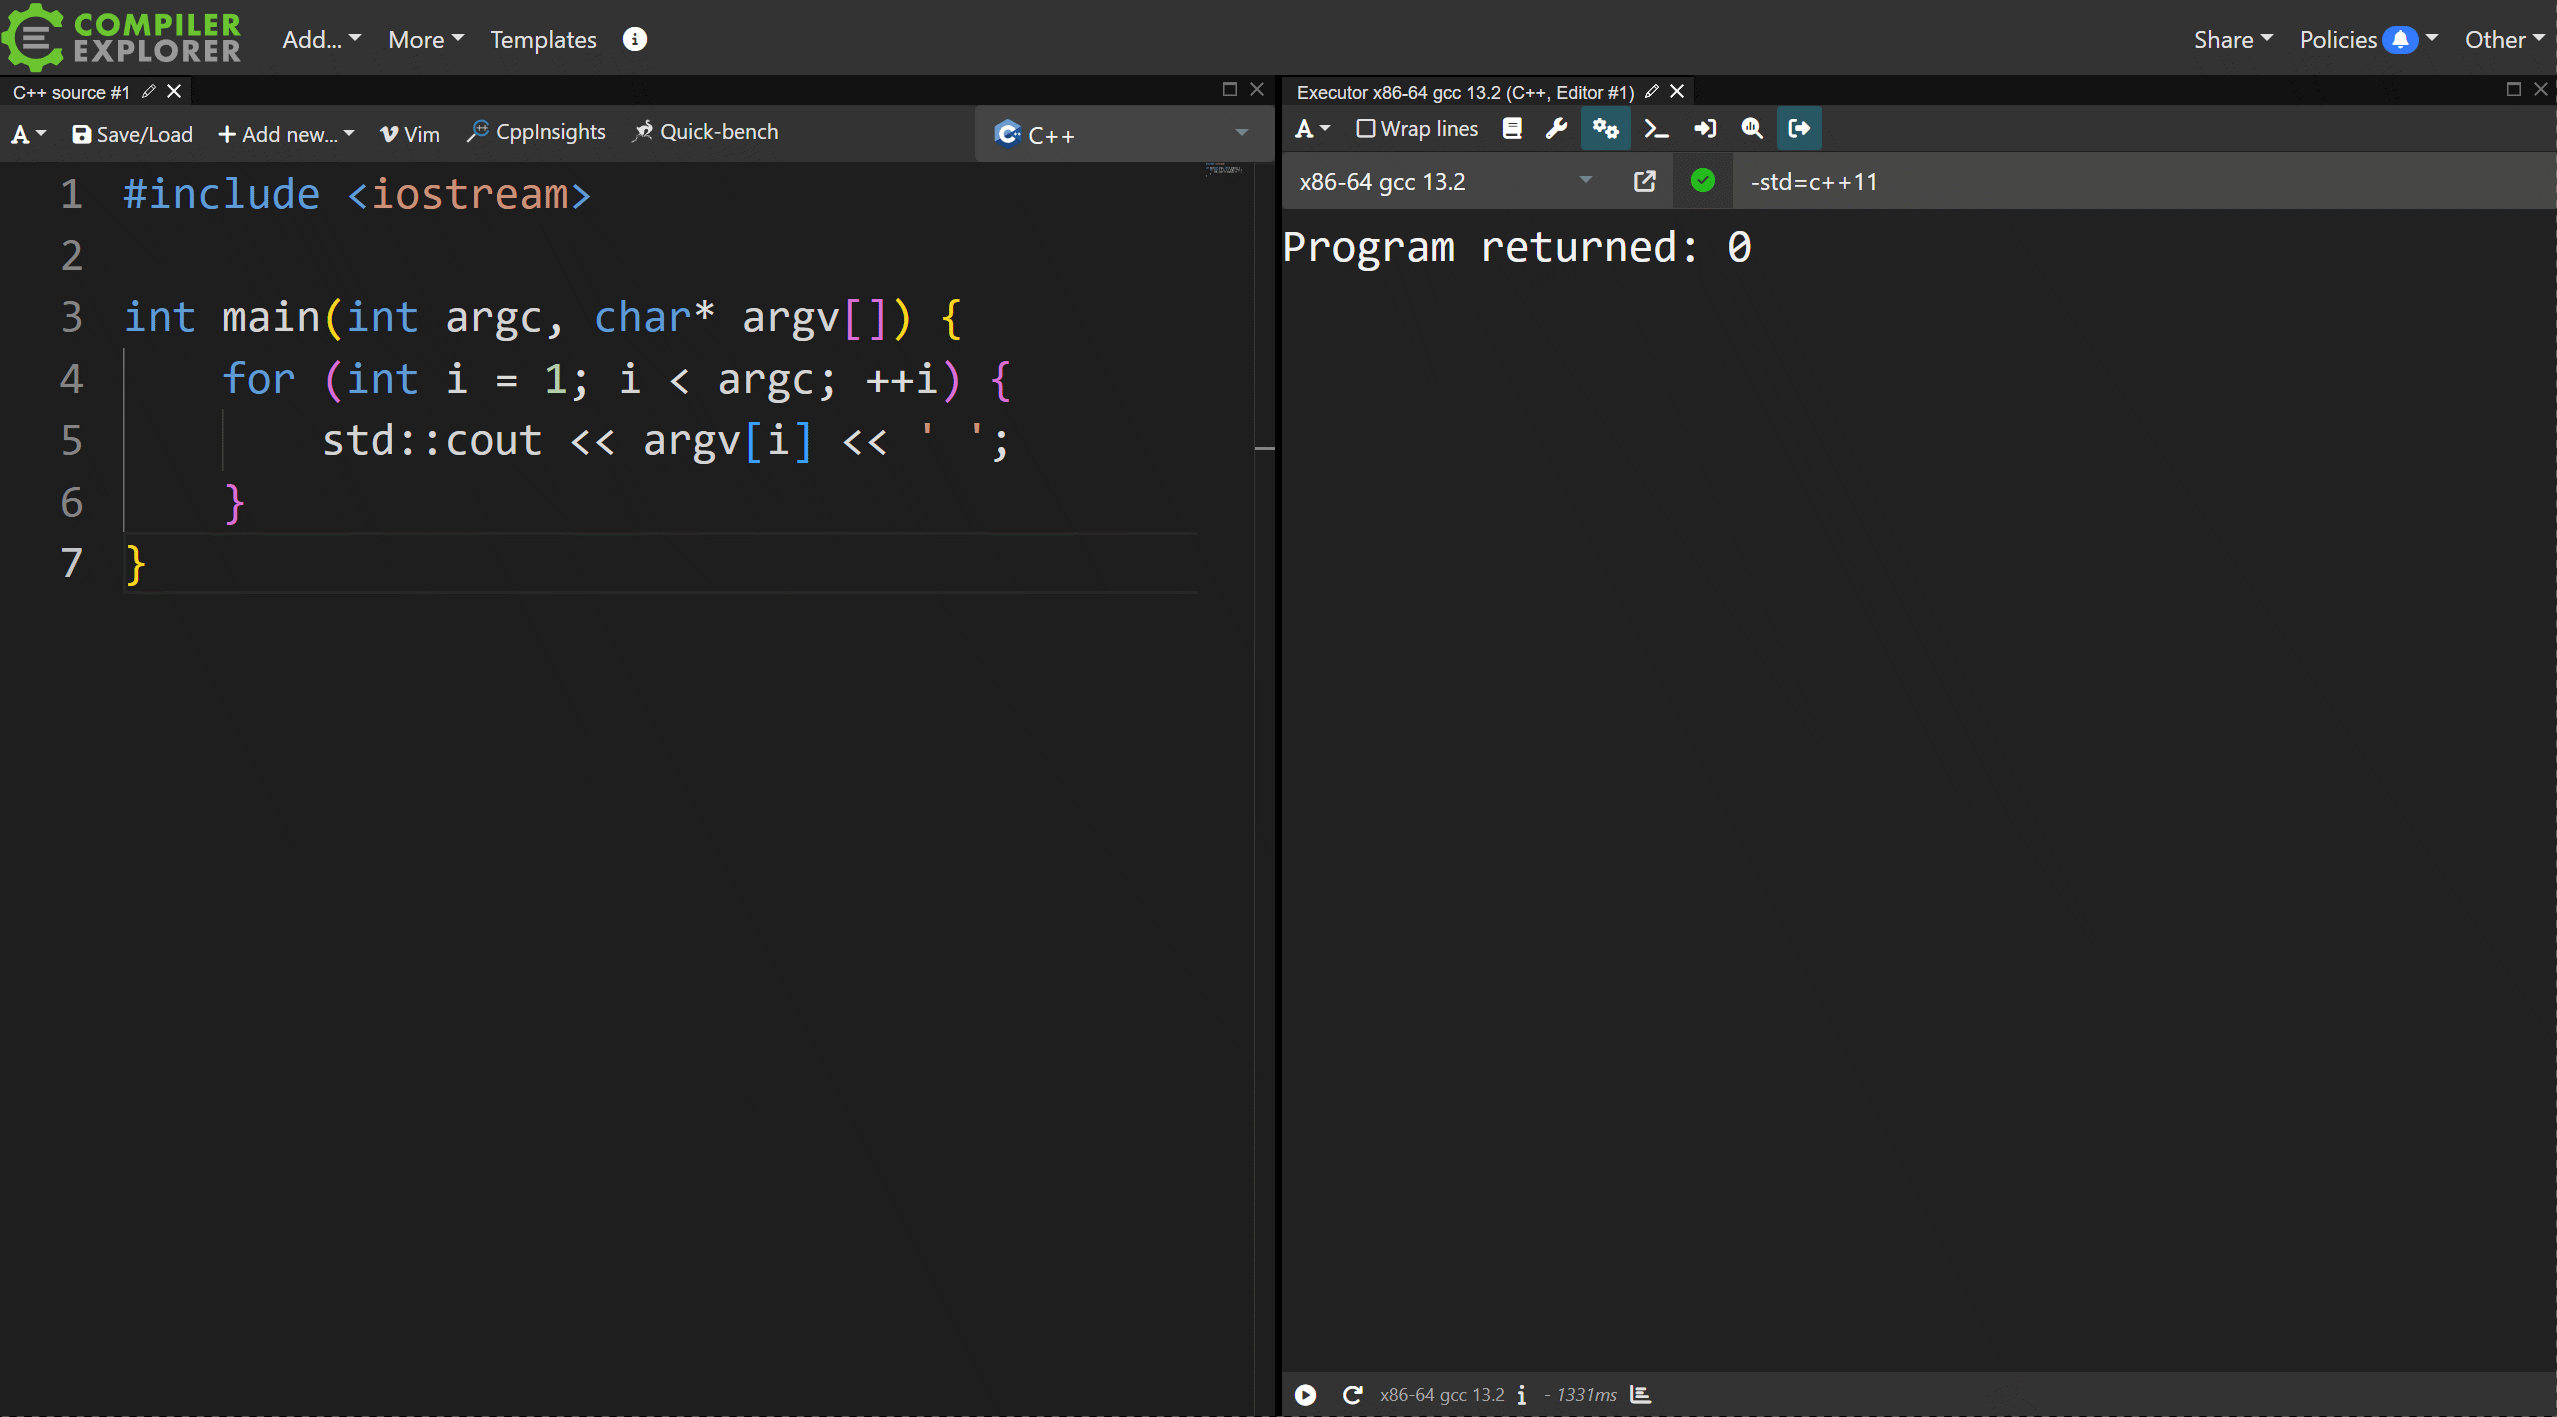 COMPILER EXPLORER Add... More Templates Share Policies Other
C++ source #1
Executor x86-64 gcc 13.2 (C++, Editor #1)
A Save/Load + Add new... Vim CppInsights Quick-bench C++
A Wrap lines
x86-64 gcc 13.2 -std=c++11
1 #include <iostream>
2
3 int main(int argc, char* argv[]) {
4 for (int i = 1; i < argc; ++i) {
5 std::cout << argv[i] << ' ';
6 }
7 }
Program returned: 0
x86-64 gcc 13.2 i - 1331ms